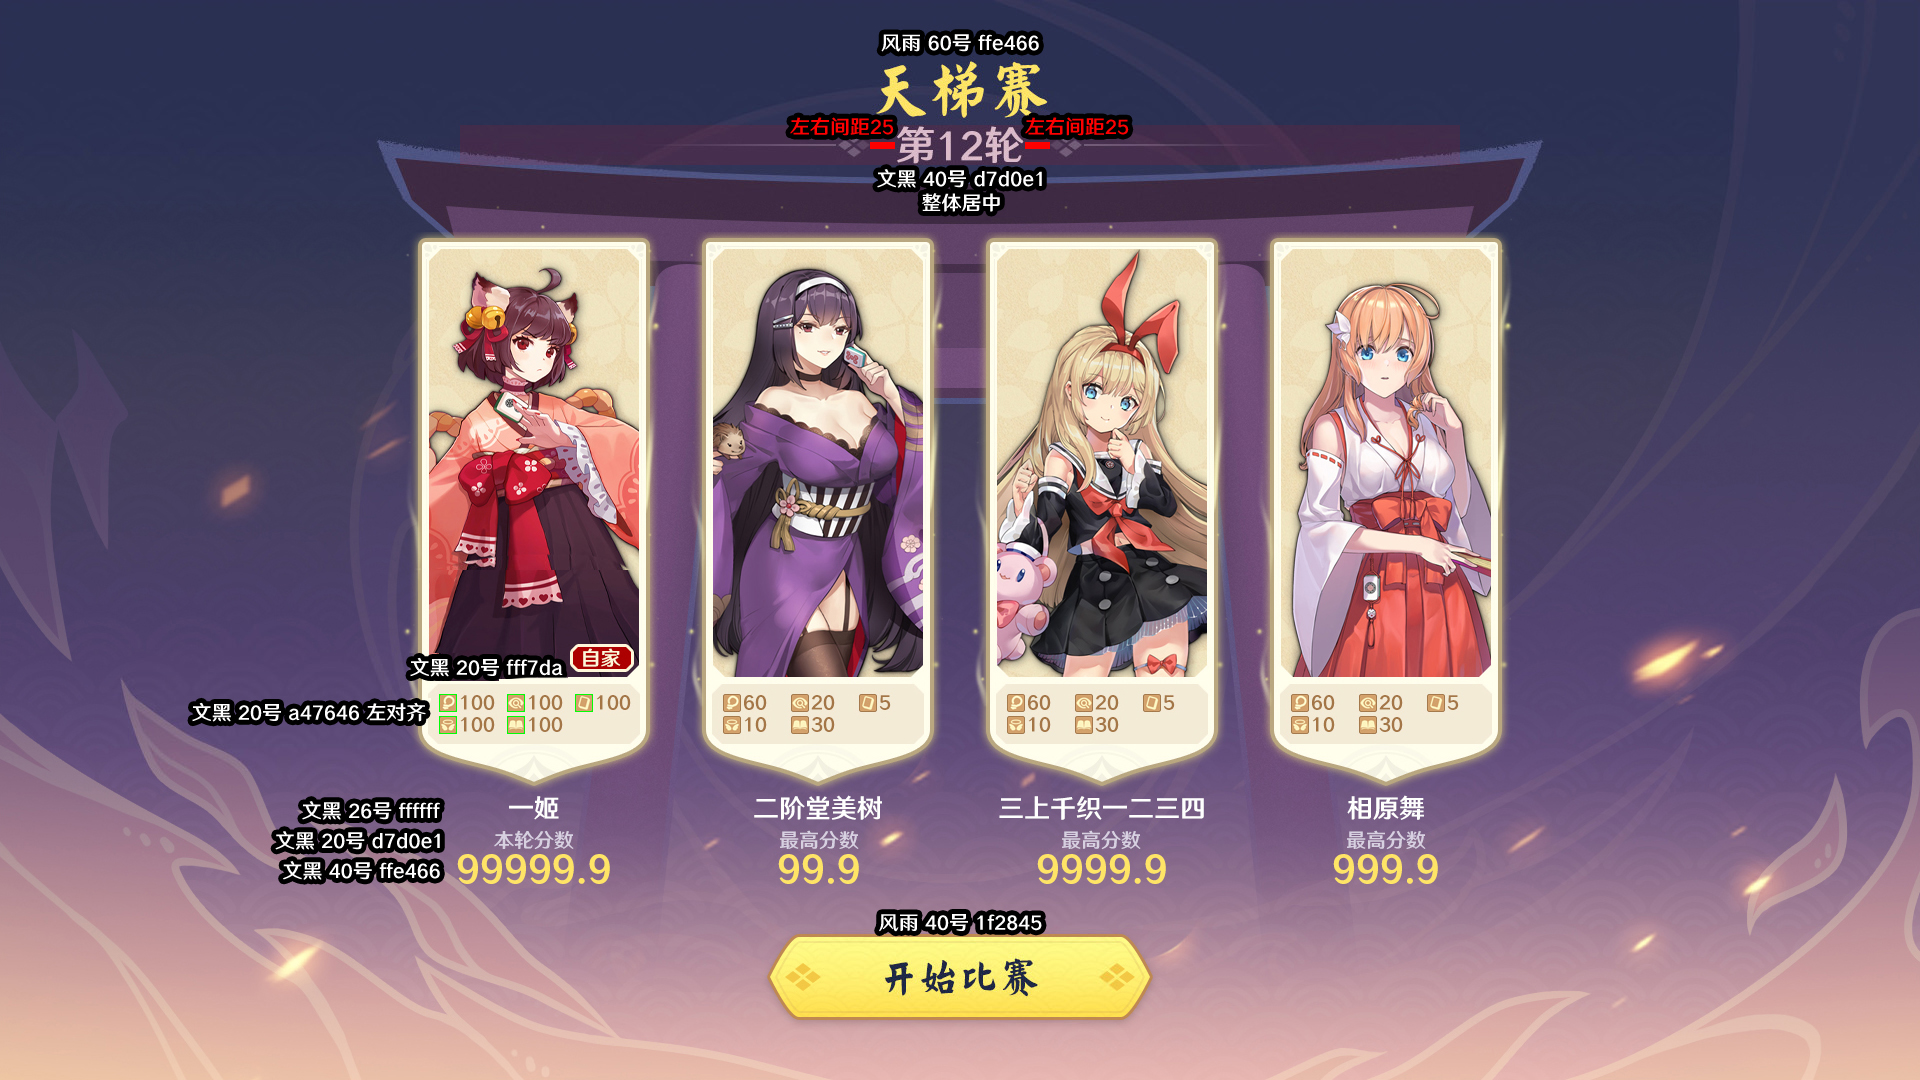 风雨 60号 ffe466
天梯赛
左右间距25 左右间距25
第12轮
文黑 40号 d7d0e1
整体居中
文黑 20号 fff7da
自家
文黑 20号 a47646 左对齐
100 100 100
100 100
60 20 5
10 30
60 20 5
10 30
60 20 5
10 30
文黑 26号 ffffff
一姬 二阶堂美树 三上千织一二三四 相原舞
文黑 20号 d7d0e1
本轮分数 最高分数 最高分数 最高分数
文黑 40号 ffe466
99999.9 99.9 9999.9 999.9
风雨 40号 1f2845
开始比赛